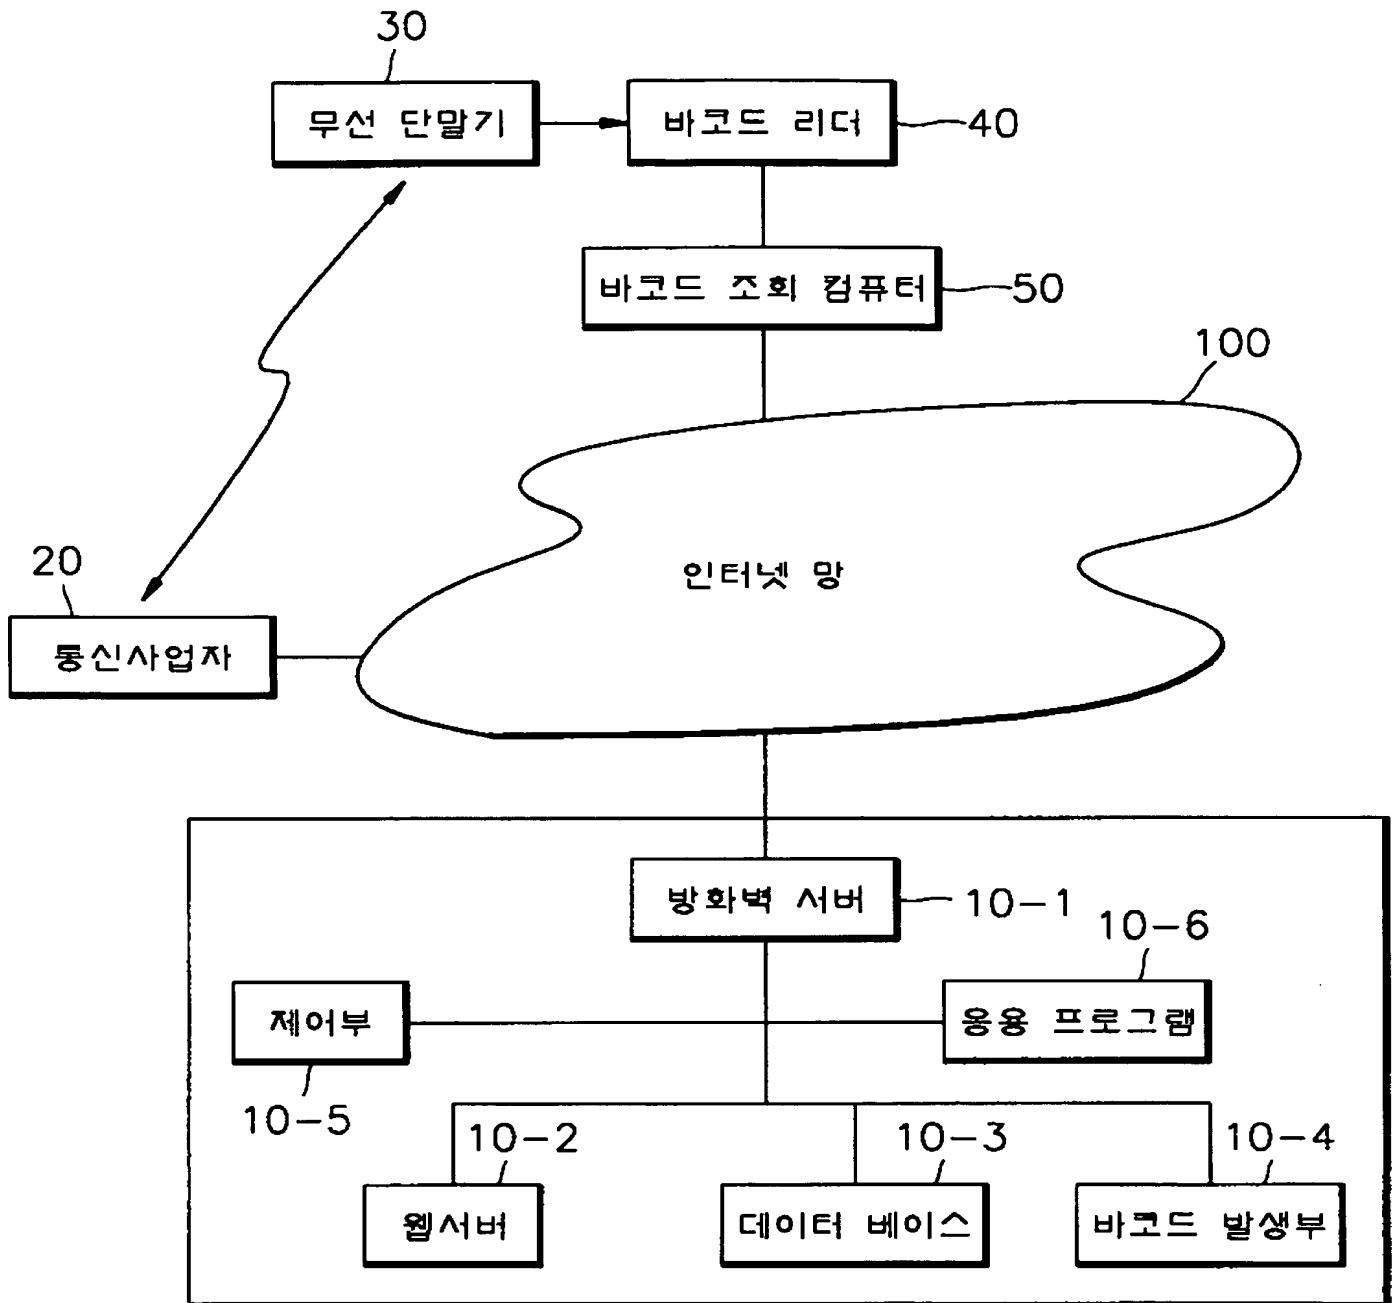 30
무선 단말기
바코드 리더
40
바코드 조회 컴퓨터
50
100
인터넷 망
20
통신사업자
방화벽 서버
10-1
10-6
제어부
응용 프로그램
10-5
10-2
10-3
10-4
웹서버
데이터 베이스
바코드 발생부